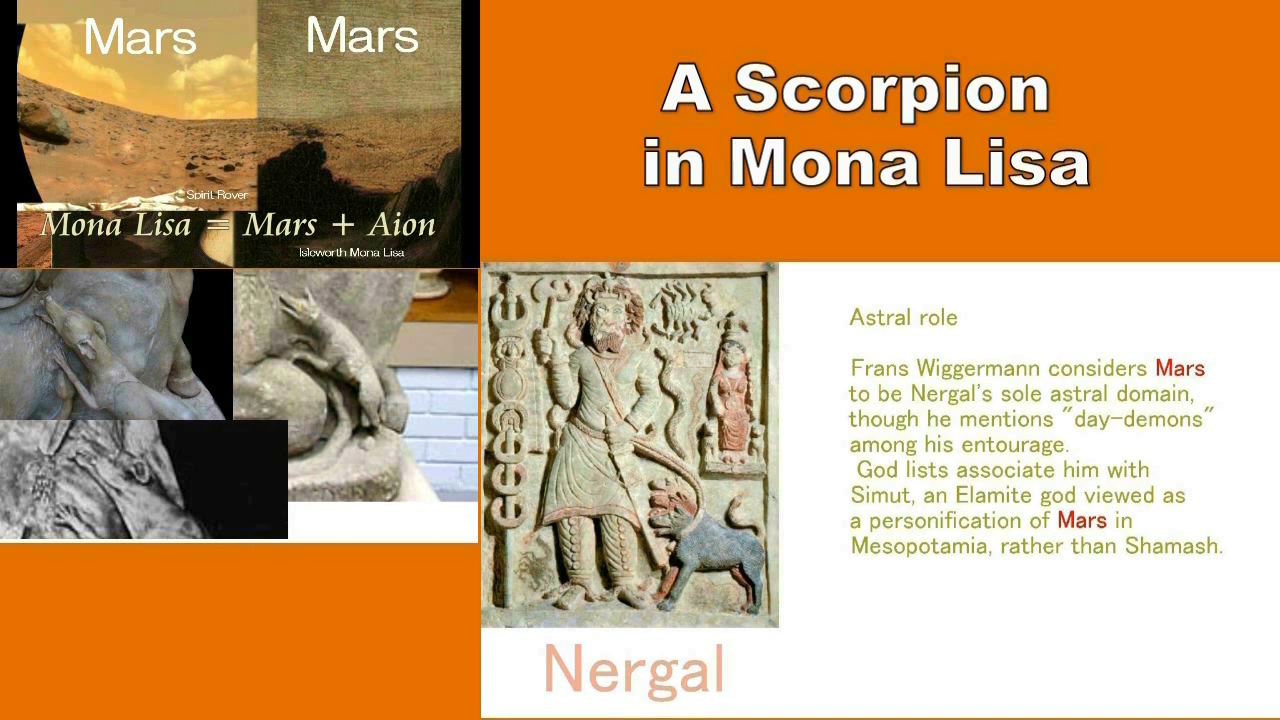 Mars
Mars
Spirit Rover
Mona Lisa = Mars + Aion
Isleworth Mona Lisa
A Scorpion
in Mona Lisa
Astral role
Frans Wiggermann considers Mars
to be Nergal's sole astral domain,
though he mentions "day-demons"
among his entourage.
God lists associate him with
Simut, an Elamite god viewed as
a personification of Mars in
Mesopotamia, rather than Shamash.
Nergal